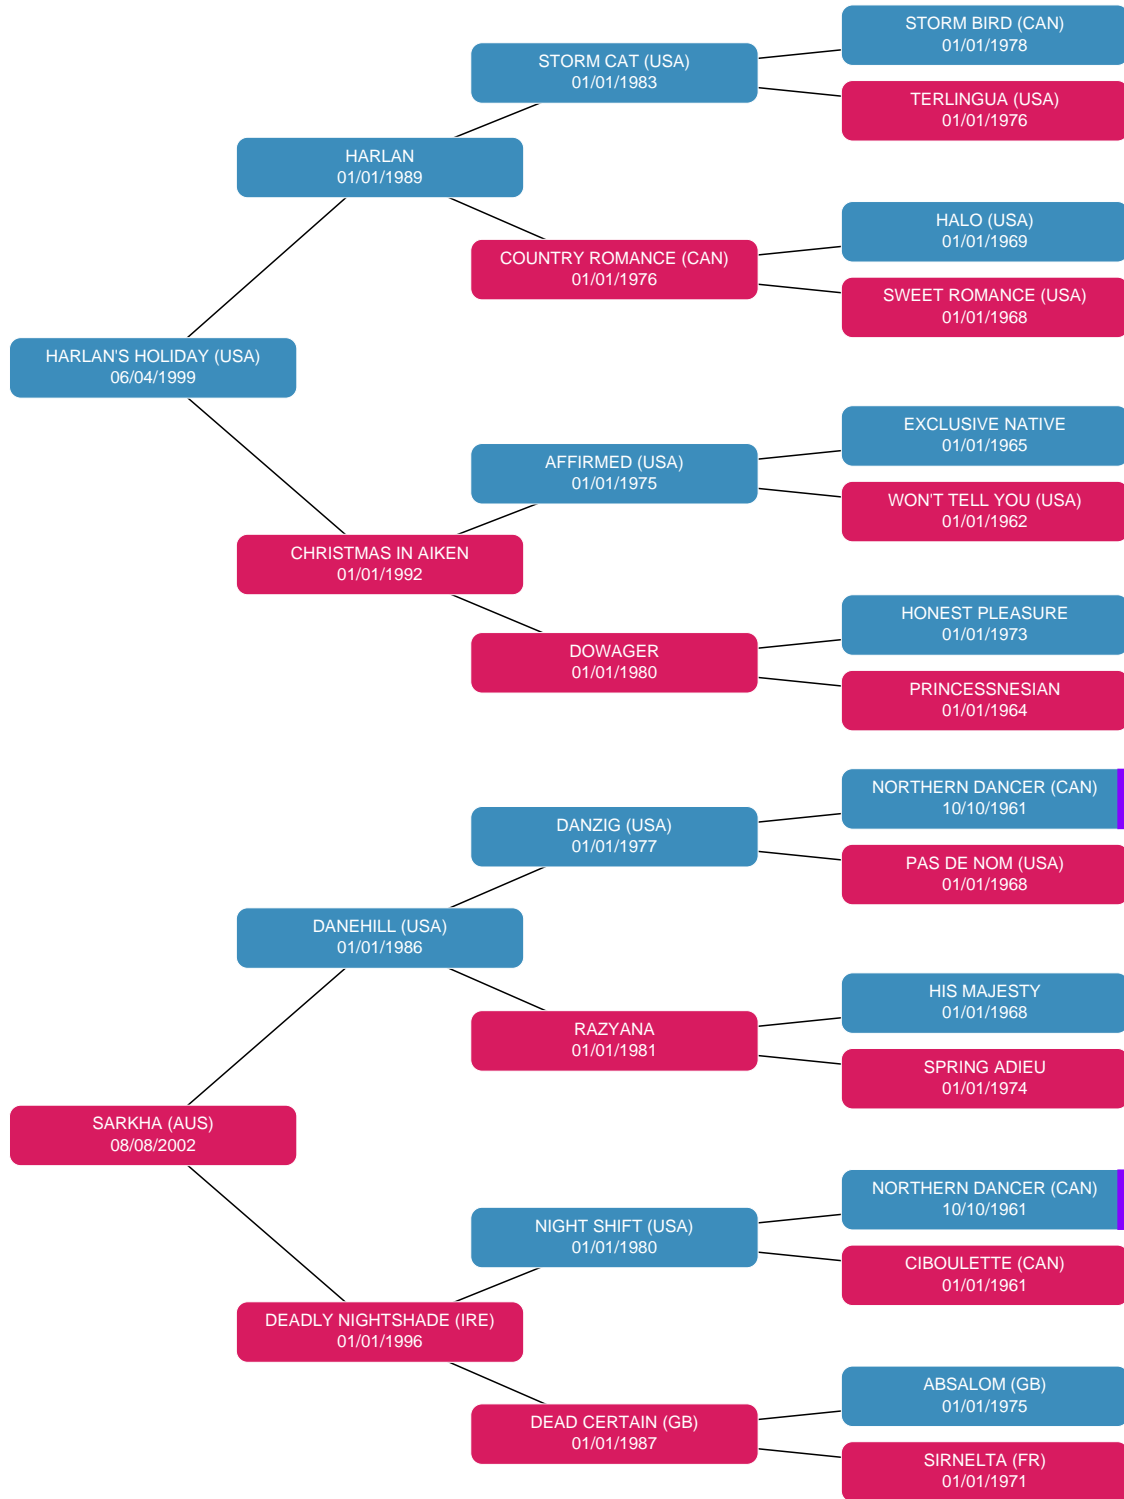 STORM BIRD (CAN)
01/01/1978
STORM CAT (USA)
01/01/1983
TERLINGUA (USA)
01/01/1976
HARLAN
01/01/1989
HALO (USA)
01/01/1969
COUNTRY ROMANCE (CAN)
01/01/1976
SWEET ROMANCE (USA)
01/01/1968
HARLAN'S HOLIDAY (USA)
06/04/1999
EXCLUSIVE NATIVE
01/01/1965
AFFIRMED (USA)
01/01/1975
WON'T TELL YOU (USA)
01/01/1962
CHRISTMAS IN AIKEN
01/01/1992
HONEST PLEASURE
01/01/1973
DOWAGER
01/01/1980
PRINCESSNESIAN
01/01/1964
NORTHERN DANCER (CAN)
10/10/1961
DANZIG (USA)
01/01/1977
PAS DE NOM (USA)
01/01/1968
DANEHILL (USA)
01/01/1986
HIS MAJESTY
01/01/1968
RAZYANA
01/01/1981
SPRING ADIEU
01/01/1974
SARKHA (AUS)
08/08/2002
NORTHERN DANCER (CAN)
10/10/1961
NIGHT SHIFT (USA)
01/01/1980
CIBOULETTE (CAN)
01/01/1961
DEADLY NIGHTSHADE (IRE)
01/01/1996
ABSALOM (GB)
01/01/1975
DEAD CERTAIN (GB)
01/01/1987
SIRNELTA (FR)
01/01/1971